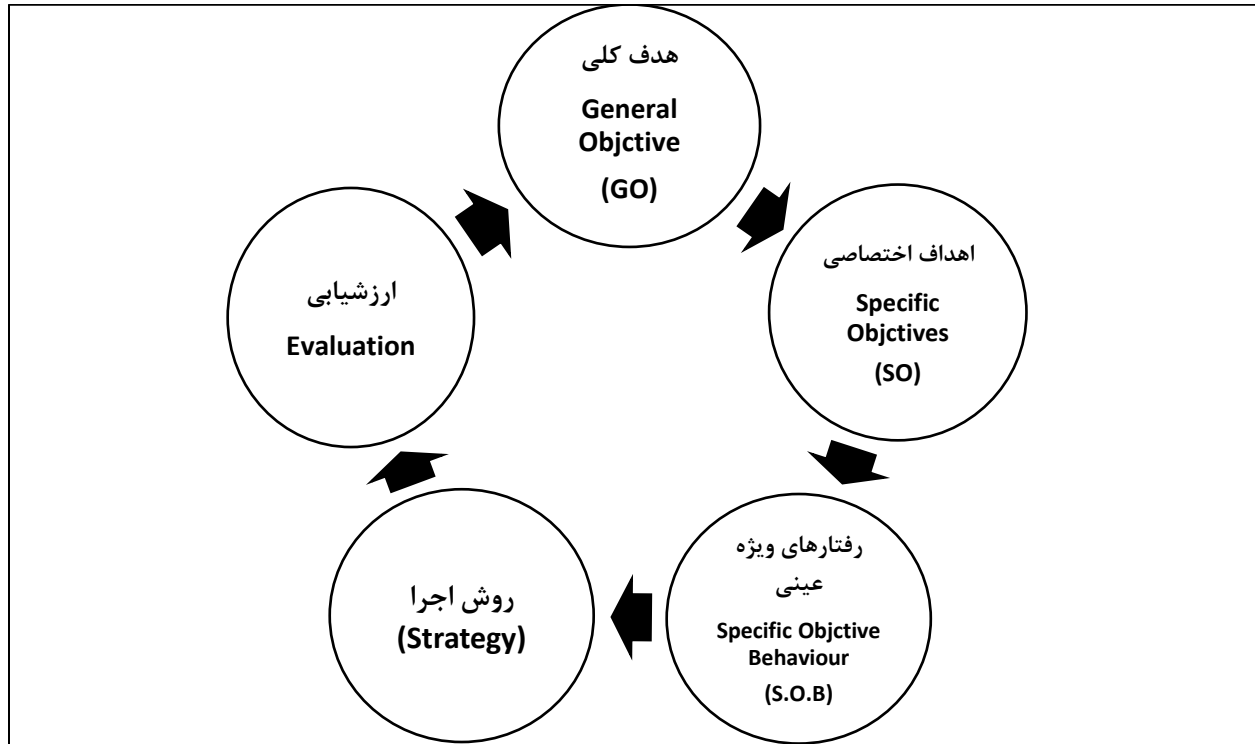 هدف کلی
General
Objctive
(GO)
اهداف اختصاصی
Specific
Objctives
(SO)
رفتارهای ویژه
عینی
Specific Objctive
Behaviour
(S.O.B)
روش اجرا
(Strategy)
ارزشیابی
Evaluation